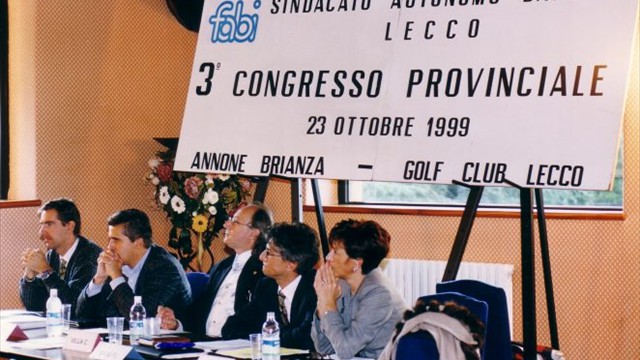 fabi
SINDACATO AUTONOMO
LECCO
3° CONGRESSO PROVINCIALE
23 OTTOBRE 1999
ANNONE BRIANZA – GOLF CLUB LECCO